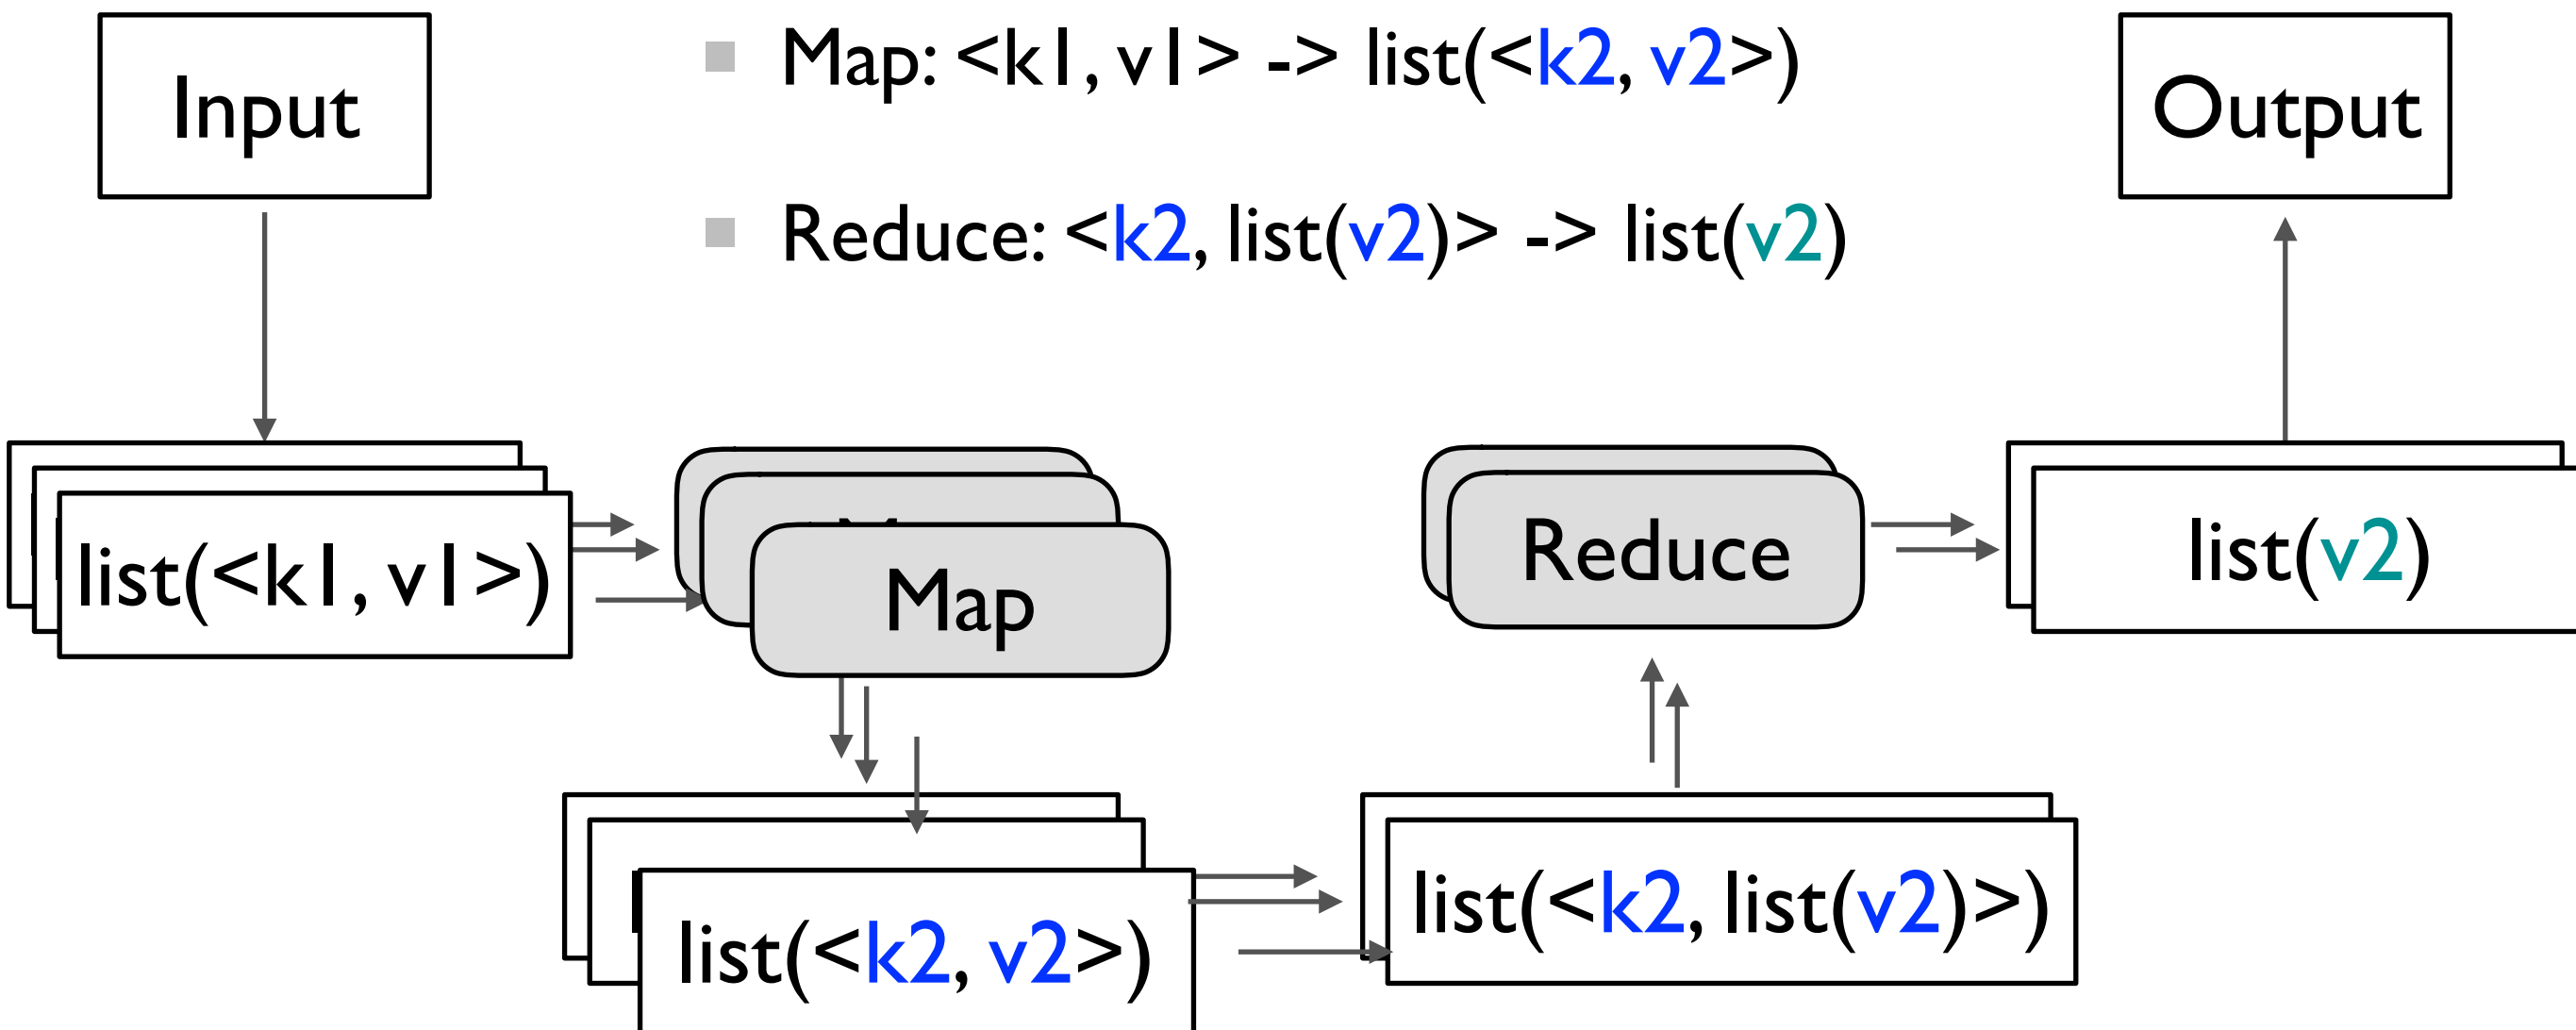 Input
Map: <k1, v1> -> list(<k2, v2>)
Reduce: <k2, list(v2)> -> list(v2)
Output
list(<k1, v1>)
Map
Reduce
list(v2)
list(<k2, v2>)
list(<k2, list(v2)>)